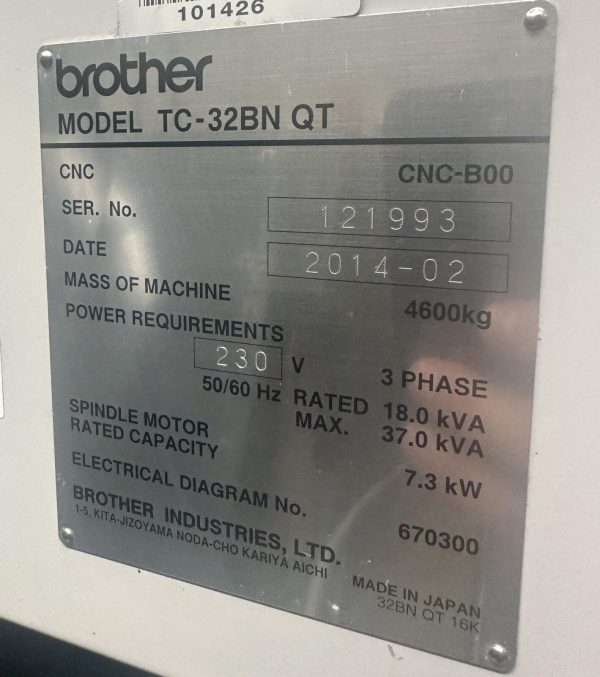 101426
brother
MODEL TC-32BN QT
CNC CNC-B00
SER. No. 121993
DATE 2014-02
MASS OF MACHINE 4600kg
POWER REQUIREMENTS
230 V 3 PHASE
50/60 Hz RATED 18.0 kVA
MAX. 37.0 kVA
SPINDLE MOTOR
RATED CAPACITY 7.3 kW
ELECTRICAL DIAGRAM No. 670300
BROTHER INDUSTRIES, LTD.
1-5, KITA-JIZOYAMA NODA-CHO KARIYA AICHI
MADE IN JAPAN
32BN QT 16K